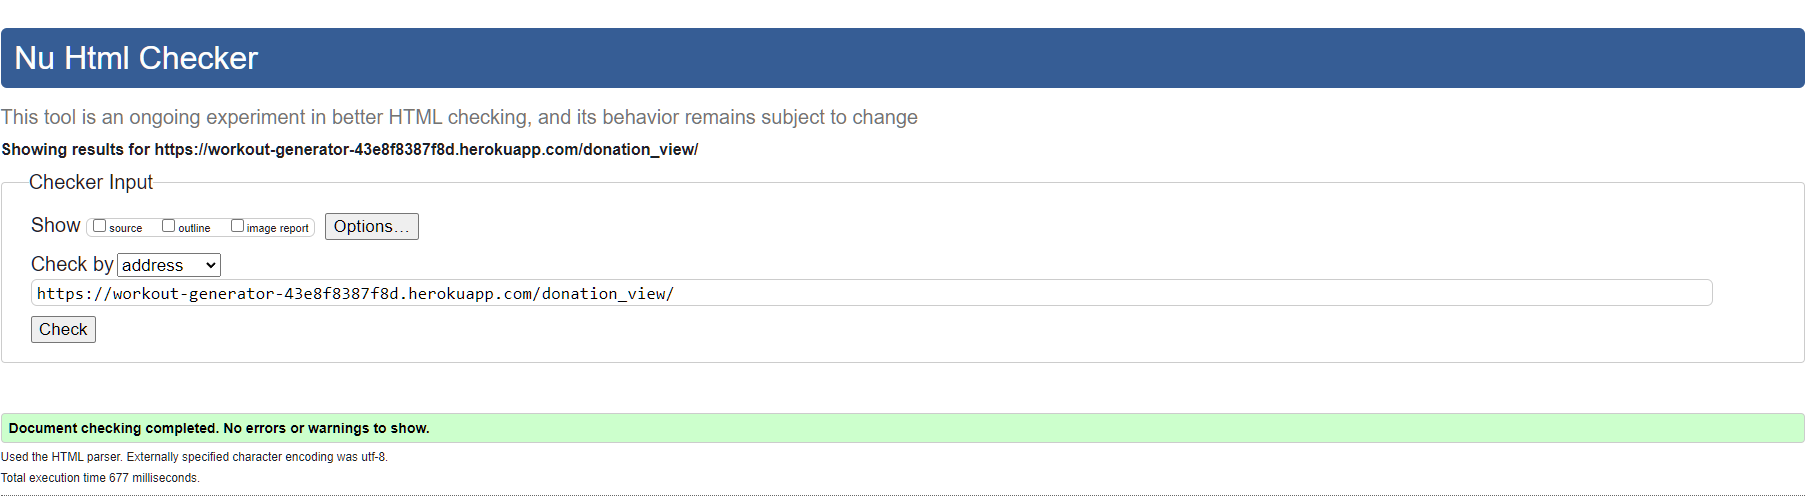 Nu Html Checker
This tool is an ongoing experiment in better HTML checking, and its behavior remains subject to change
Showing results for https://workout-generator-43e8f8387f8d.herokuapp.com/donation_view/
Checker Input
Show source outline image report Options...
Check by address
https://workout-generator-43e8f8387f8d.herokuapp.com/donation_view/
Check
Document checking completed. No errors or warnings to show.
Used the HTML parser. Externally specified character encoding was utf-8.
Total execution time 677 milliseconds.